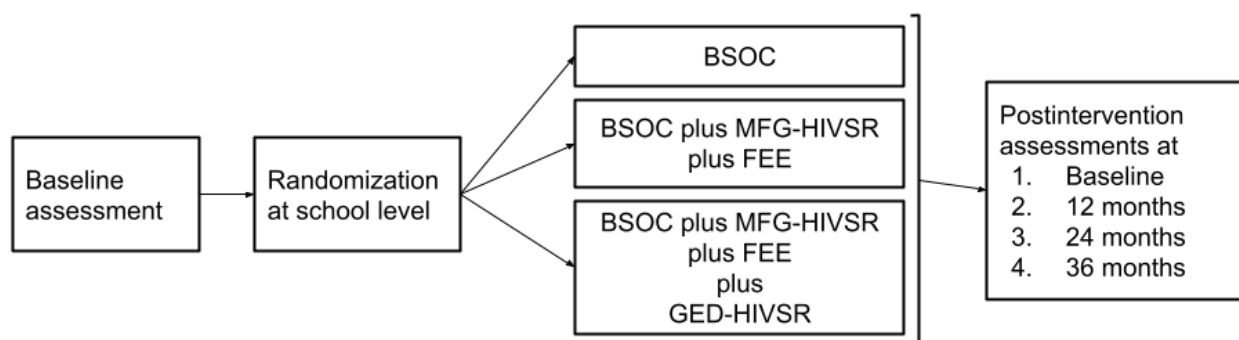 Baseline
assessment
Randomization
at school level
BSOC
BSOC plus MFG-HIVSR
plus FEE
BSOC plus MFG-HIVSR
plus FEE
plus
GED-HIVSR
Postintervention
assessments at
1. Baseline
2. 12 months
3. 24 months
4. 36 months